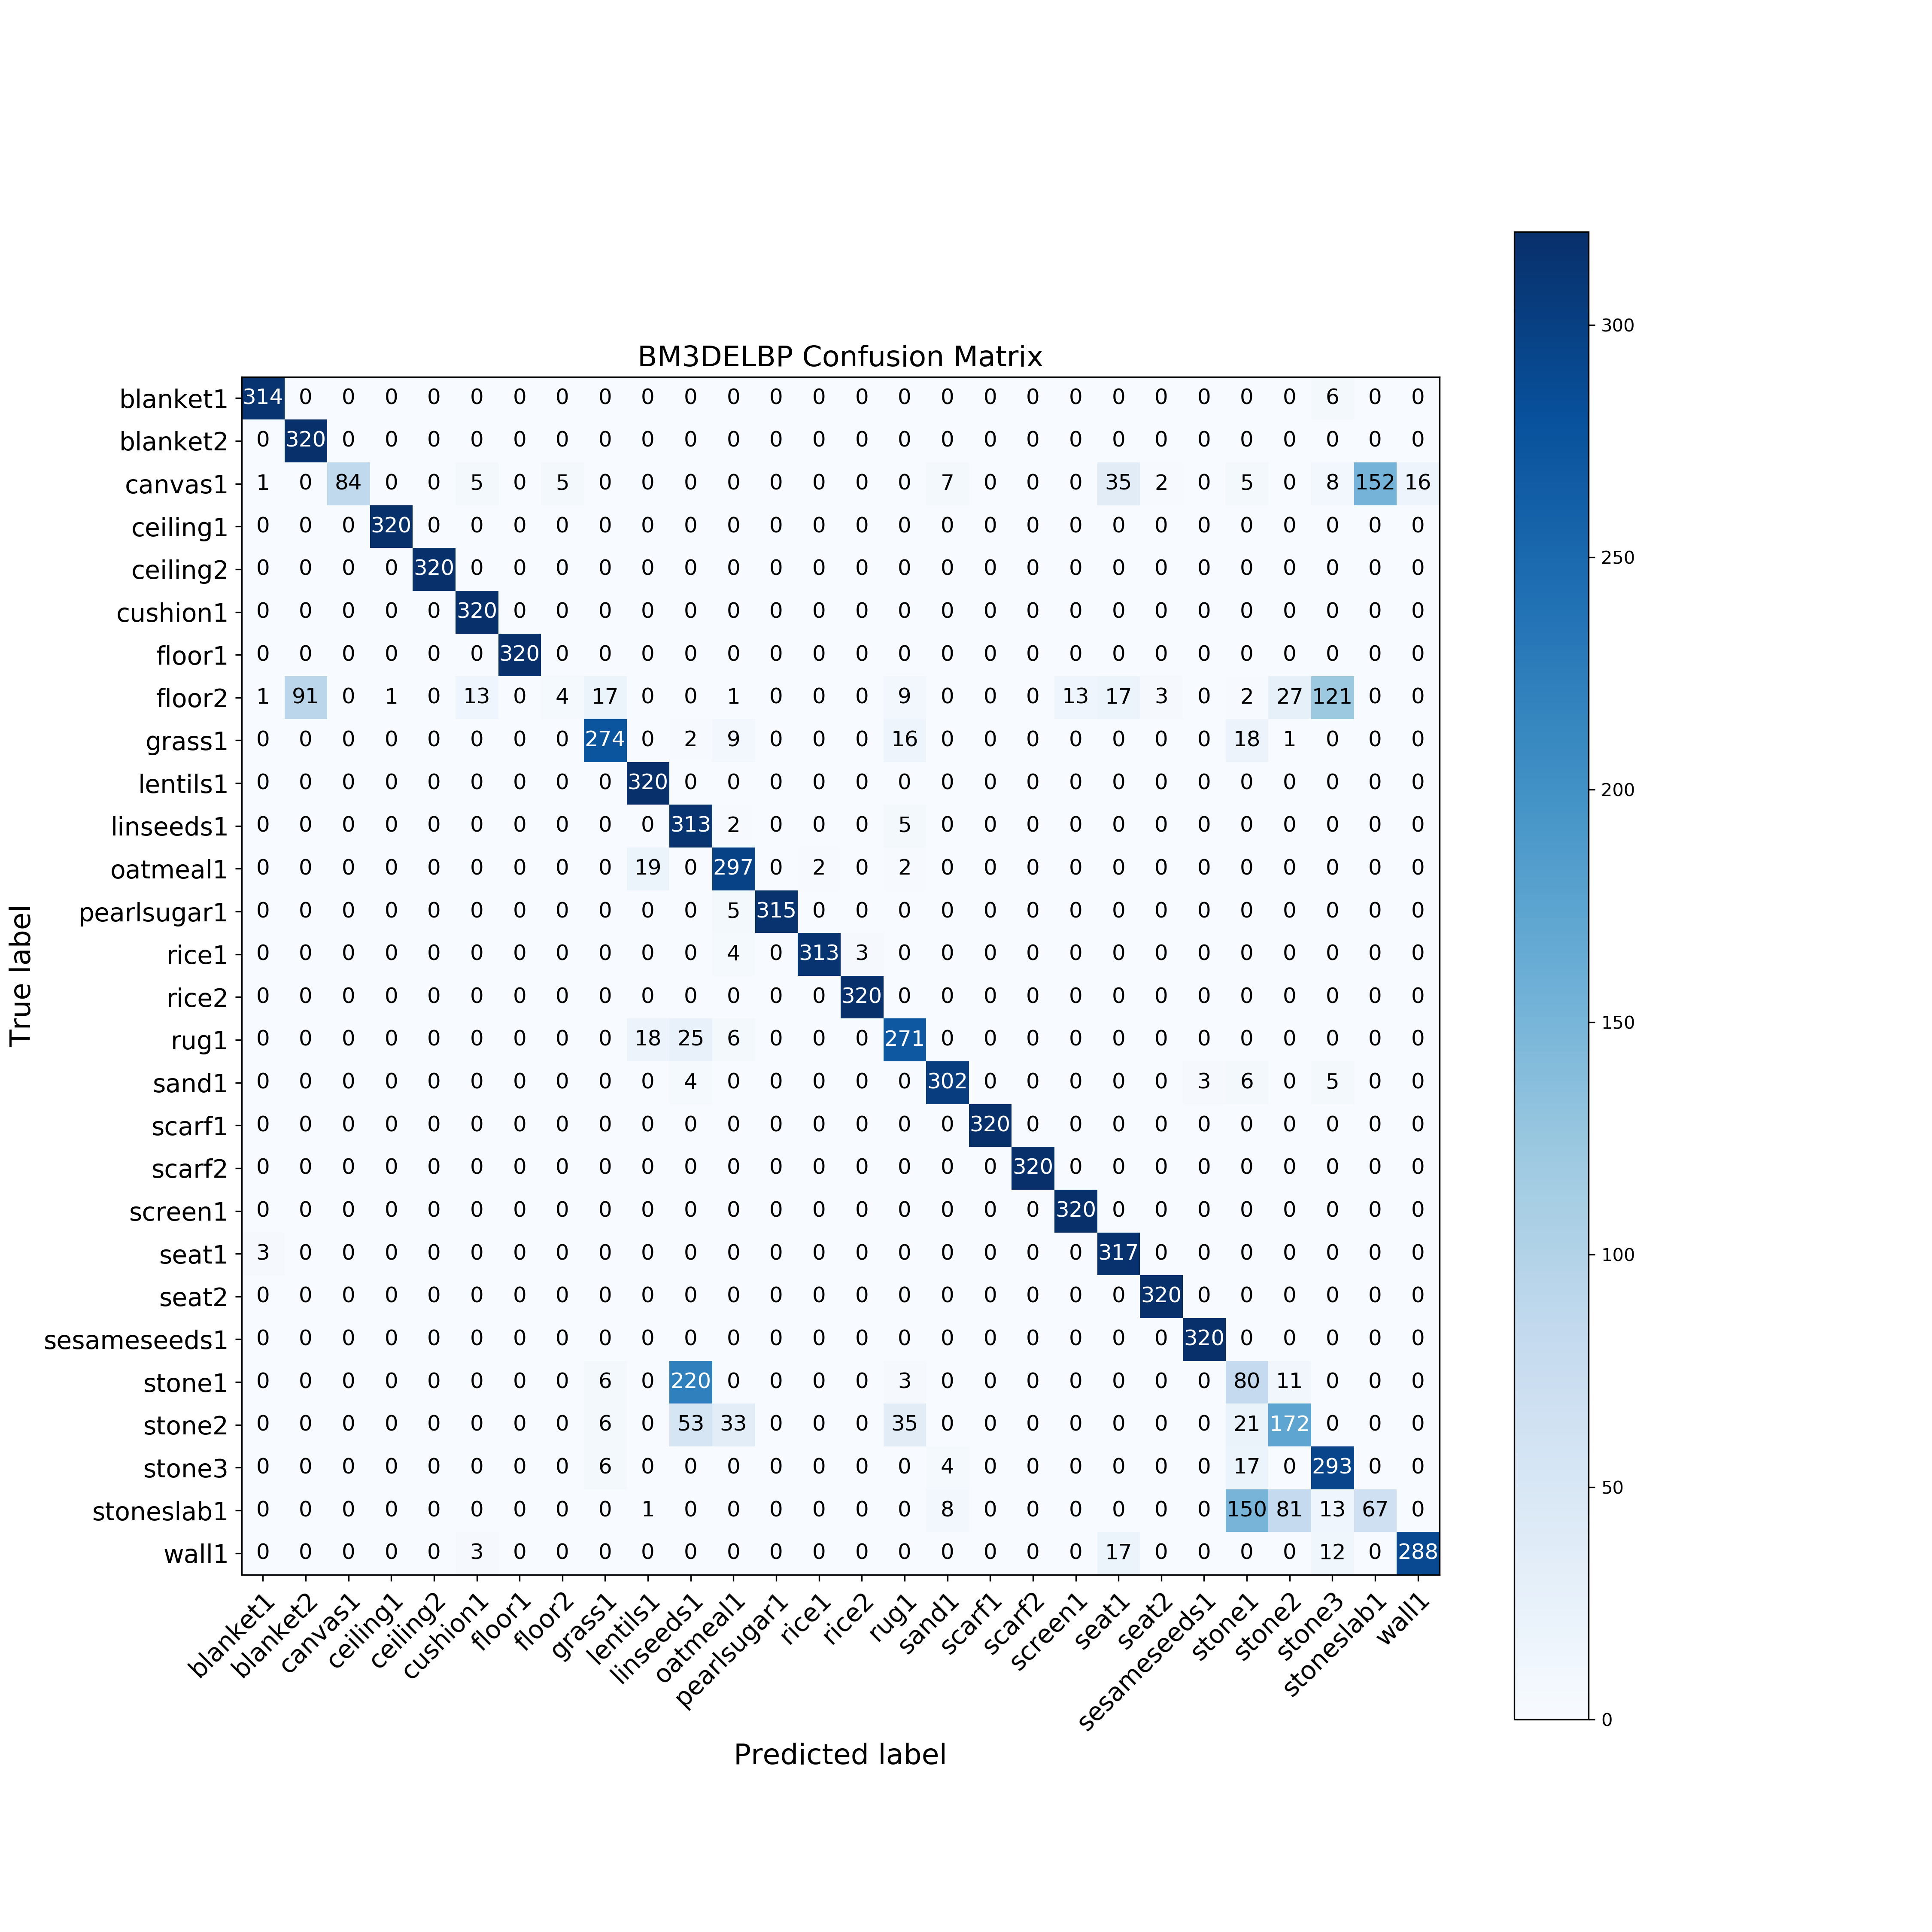 BM3DELBP Confusion Matrix
blanket1 314 0 0 0 0 0 0 0 0 0 0 0 0 0 0 0 0 0 0 0 0 0 0 0 0 6 0 0
blanket2 0 320 0 0 0 0 0 0 0 0 0 0 0 0 0 0 0 0 0 0 0 0 0 0 0 0 0 0
canvas1 1 0 84 0 0 5 0 5 0 0 0 0 0 0 0 0 7 0 0 0 35 2 0 5 0 8 152 16
ceiling1 0 0 0 320 0 0 0 0 0 0 0 0 0 0 0 0 0 0 0 0 0 0 0 0 0 0 0 0
ceiling2 0 0 0 0 320 0 0 0 0 0 0 0 0 0 0 0 0 0 0 0 0 0 0 0 0 0 0 0
cushion1 0 0 0 0 0 320 0 0 0 0 0 0 0 0 0 0 0 0 0 0 0 0 0 0 0 0 0 0
floor1 0 0 0 0 0 0 320 0 0 0 0 0 0 0 0 0 0 0 0 0 0 0 0 0 0 0 0 0
floor2 1 91 0 1 0 13 0 4 17 0 0 1 0 0 0 9 0 0 0 13 17 3 0 2 27 121 0 0
grass1 0 0 0 0 0 0 0 0 274 0 2 9 0 0 0 16 0 0 0 0 0 0 0 18 1 0 0 0
lentils1 0 0 0 0 0 0 0 0 0 320 0 0 0 0 0 0 0 0 0 0 0 0 0 0 0 0 0 0
linseeds1 0 0 0 0 0 0 0 0 0 0 313 2 0 0 0 5 0 0 0 0 0 0 0 0 0 0 0 0
oatmeal1 0 0 0 0 0 0 0 0 0 19 0 297 0 2 0 2 0 0 0 0 0 0 0 0 0 0 0 0
pearlsugar1 0 0 0 0 0 0 0 0 0 0 0 5 315 0 0 0 0 0 0 0 0 0 0 0 0 0 0 0
rice1 0 0 0 0 0 0 0 0 0 0 0 4 0 313 3 0 0 0 0 0 0 0 0 0 0 0 0 0
rice2 0 0 0 0 0 0 0 0 0 0 0 0 0 0 320 0 0 0 0 0 0 0 0 0 0 0 0 0
rug1 0 0 0 0 0 0 0 0 0 18 25 6 0 0 0 271 0 0 0 0 0 0 0 0 0 0 0 0
sand1 0 0 0 0 0 0 0 0 0 0 4 0 0 0 0 0 302 0 0 0 0 0 3 6 0 5 0 0
scarf1 0 0 0 0 0 0 0 0 0 0 0 0 0 0 0 0 0 320 0 0 0 0 0 0 0 0 0 0
scarf2 0 0 0 0 0 0 0 0 0 0 0 0 0 0 0 0 0 0 320 0 0 0 0 0 0 0 0 0
screen1 0 0 0 0 0 0 0 0 0 0 0 0 0 0 0 0 0 0 0 320 0 0 0 0 0 0 0 0
seat1 3 0 0 0 0 0 0 0 0 0 0 0 0 0 0 0 0 0 0 0 317 0 0 0 0 0 0 0
seat2 0 0 0 0 0 0 0 0 0 0 0 0 0 0 0 0 0 0 0 0 0 320 0 0 0 0 0 0
sesameseeds1 0 0 0 0 0 0 0 0 0 0 0 0 0 0 0 0 0 0 0 0 0 0 320 0 0 0 0 0
stone1 0 0 0 0 0 0 0 0 6 0 220 0 0 0 0 3 0 0 0 0 0 0 0 80 11 0 0 0
stone2 0 0 0 0 0 0 0 0 6 0 53 33 0 0 0 35 0 0 0 0 0 0 0 21 172 0 0 0
stone3 0 0 0 0 0 0 0 0 6 0 0 0 0 0 0 0 4 0 0 0 0 0 0 17 0 293 0 0
stoneslab1 0 0 0 0 0 0 0 0 0 1 0 0 0 0 0 0 8 0 0 0 0 0 0 150 81 13 67 0
wall1 0 0 0 0 0 3 0 0 0 0 0 0 0 0 0 0 0 0 0 0 17 0 0 0 0 12 0 288
blanket1 blanket2 canvas1 ceiling1 ceiling2 cushion1 floor1 floor2 grass1 lentils1 linseeds1 oatmeal1 pearlsugar1 rice1 rice2 rug1 sand1 scarf1 scarf2 screen1 seat1 seat2 sesameseeds1 stone1 stone2 stone3 stoneslab1 wall1
Predicted label
True label
300
250
200
150
100
50
0